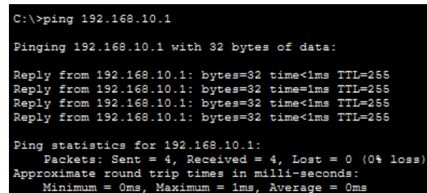 C:\>ping 192.168.10.1
Pinging 192.168.10.1 with 32 bytes of data:
Reply from 192.168.10.1: bytes=32 time<1ms TTL=255
Reply from 192.168.10.1: bytes=32 time=1ms TTL=255
Reply from 192.168.10.1: bytes=32 time<1ms TTL=255
Reply from 192.168.10.1: bytes=32 time<1ms TTL=255
Ping statistics for 192.168.10.1:
Packets: Sent = 4, Received = 4, Lost = 0 (0% loss)
Approximate round trip times in milli-seconds:
Minimum = 0ms, Maximum = 1ms, Average = 0ms